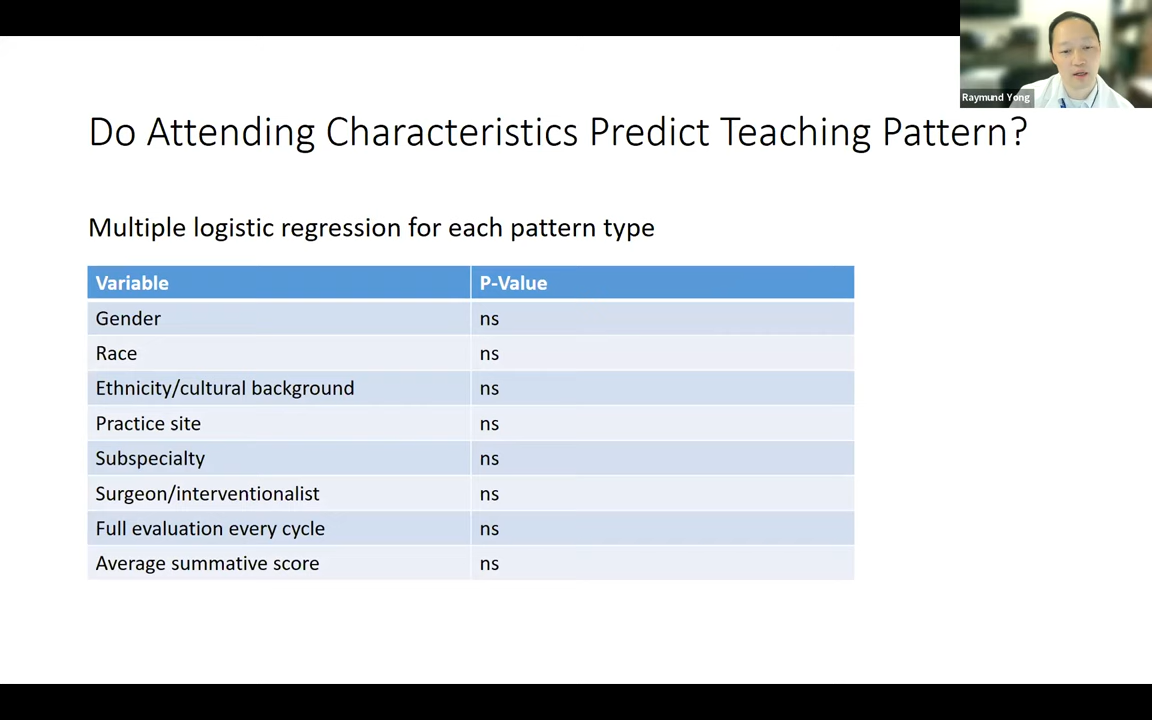 Raymund Yong
Do Attending Characteristics Predict Teaching Pattern?
Multiple logistic regression for each pattern type
Variable P-Value
Gender ns
Race ns
Ethnicity/cultural background ns
Practice site ns
Subspecialty ns
Surgeon/interventionalist ns
Full evaluation every cycle ns
Average summative score ns